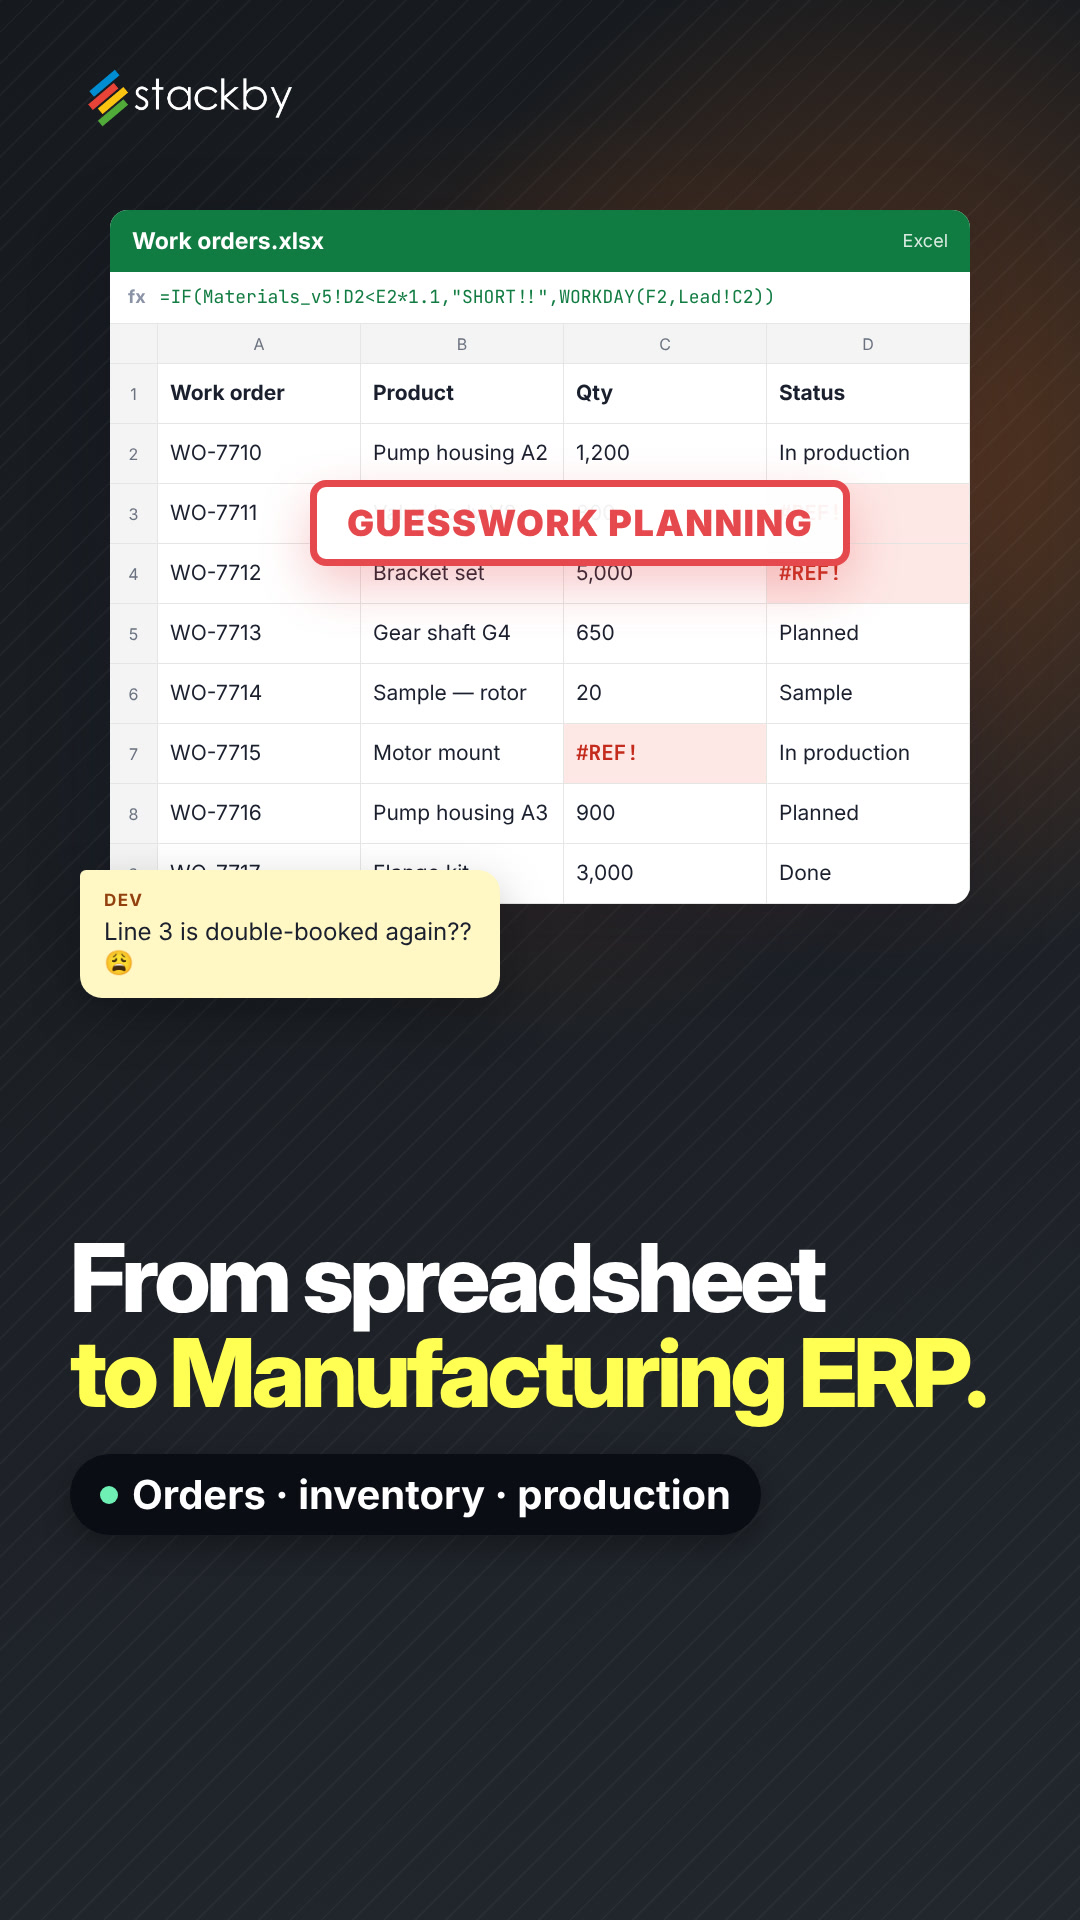 stackby
Work orders.xlsx
Excel
fx =IF(Materials_v5!D2<E2*1.1,"SHORT!!",WORKDAY(F2,Lead!C2))
A B C D
1 Work order Product Qty Status
2 WO-7710 Pump housing A2 1,200 In production
3 WO-7711
GUESSWORK PLANNING
4 WO-7712 Bracket set 5,000 #REF!
5 WO-7713 Gear shaft G4 650 Planned
6 WO-7714 Sample — rotor 20 Sample
7 WO-7715 Motor mount #REF! In production
8 WO-7716 Pump housing A3 900 Planned
WO-7717 Flange kit 3,000 Done
DEV
Line 3 is double-booked again??
😩
From spreadsheet
to Manufacturing ERP.
Orders · inventory · production